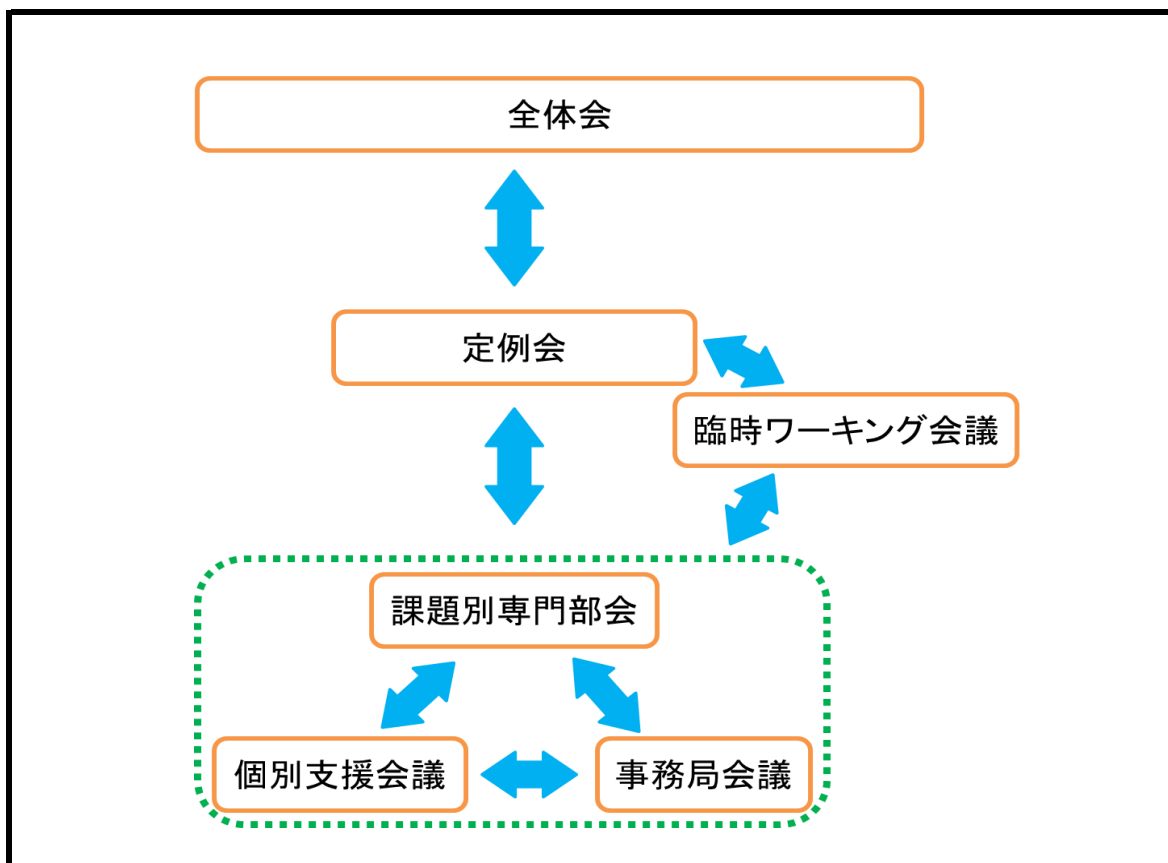 全体会
定例会
臨時ワーキング会議
課題別専門部会
個別支援会議
事務局会議